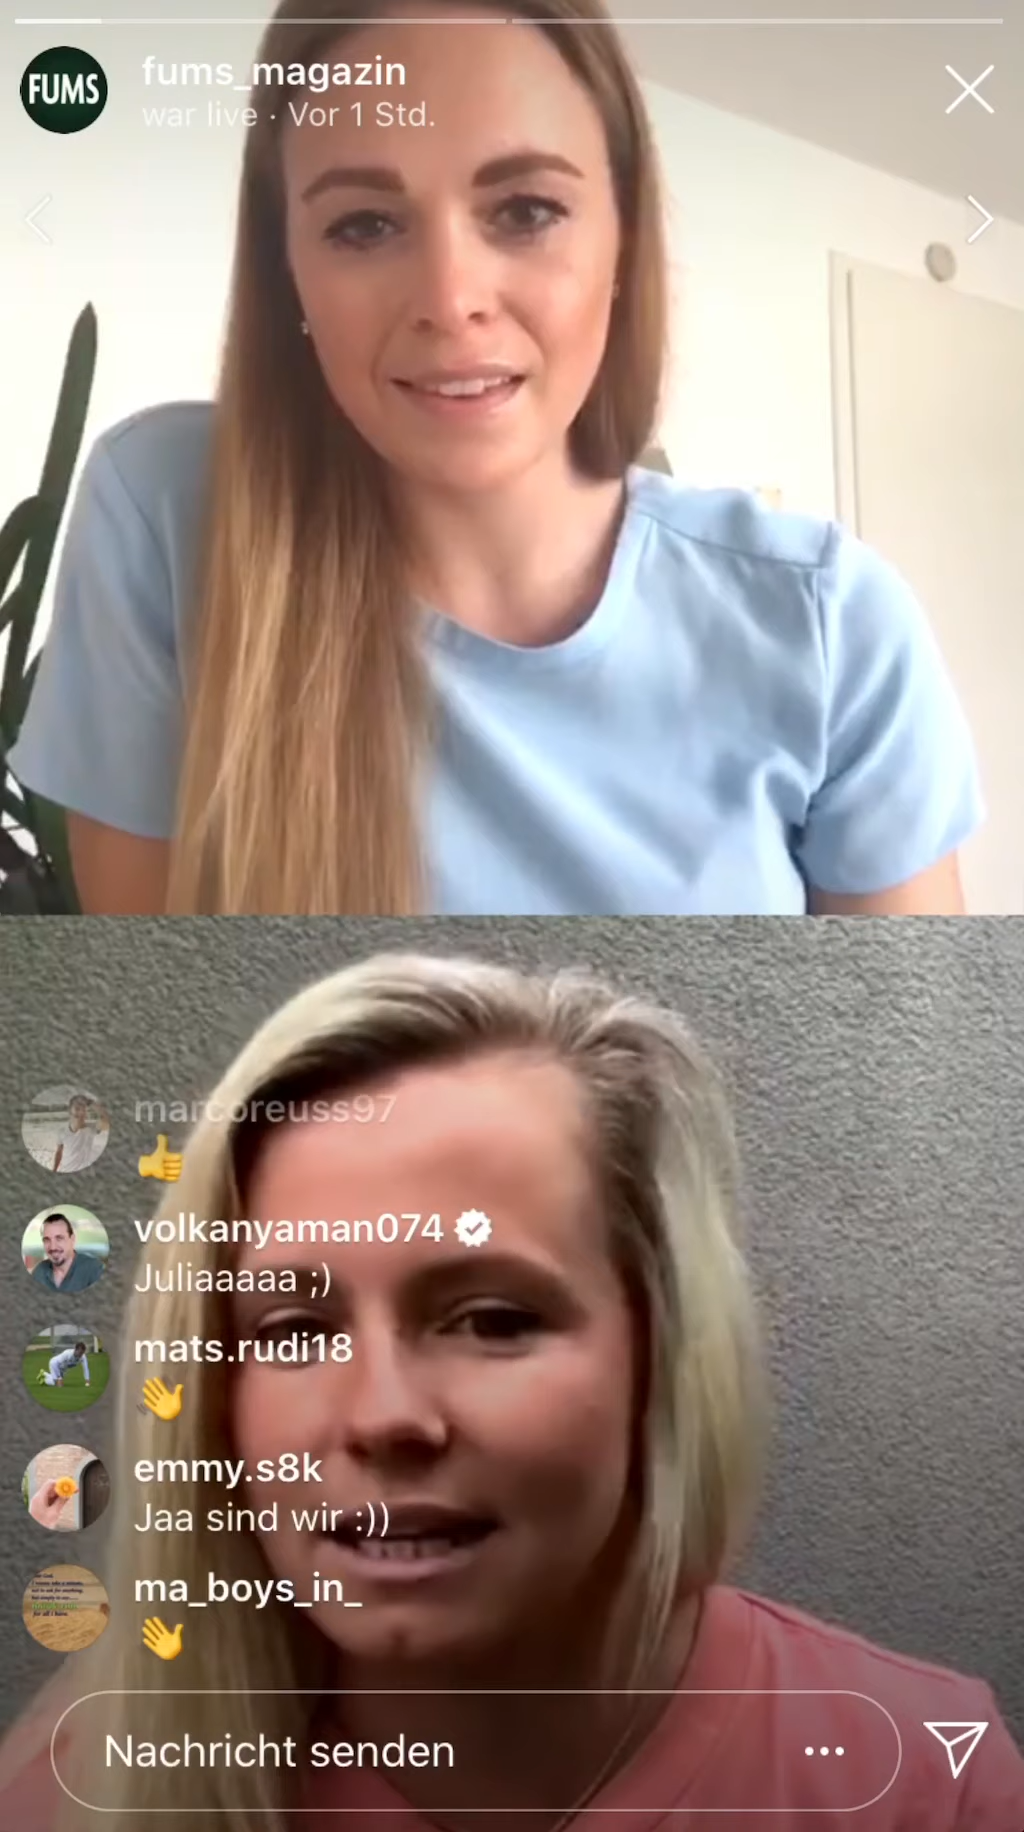 FUMS
fums_magazin
war live · Vor 1 Std.
marcoreuss97
👍
volkanyaman074
Juliaaaaa ;)
mats.rudi18
👋
emmy.s8k
Jaa sind wir :))
ma_boys_in_
👋
Nachricht senden